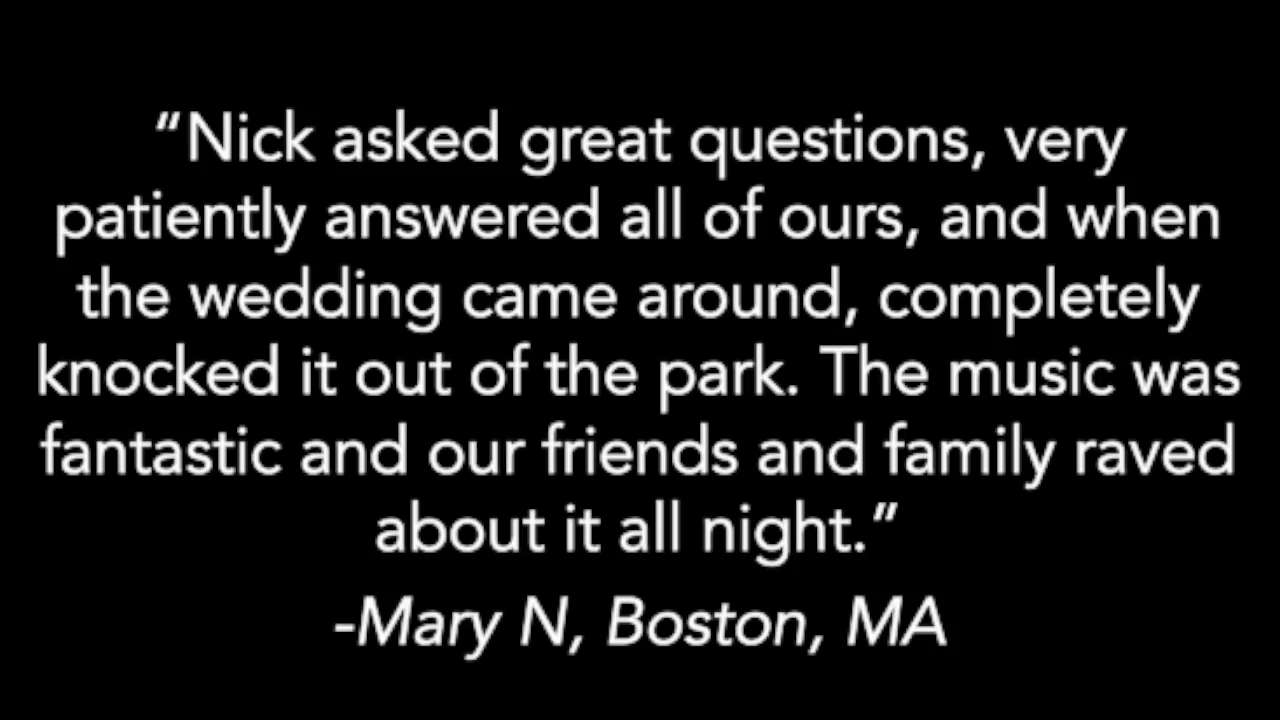 “Nick asked great questions, very
patiently answered all of ours, and when
the wedding came around, completely
knocked it out of the park. The music was
fantastic and our friends and family raved
about it all night.”
-Mary N, Boston, MA